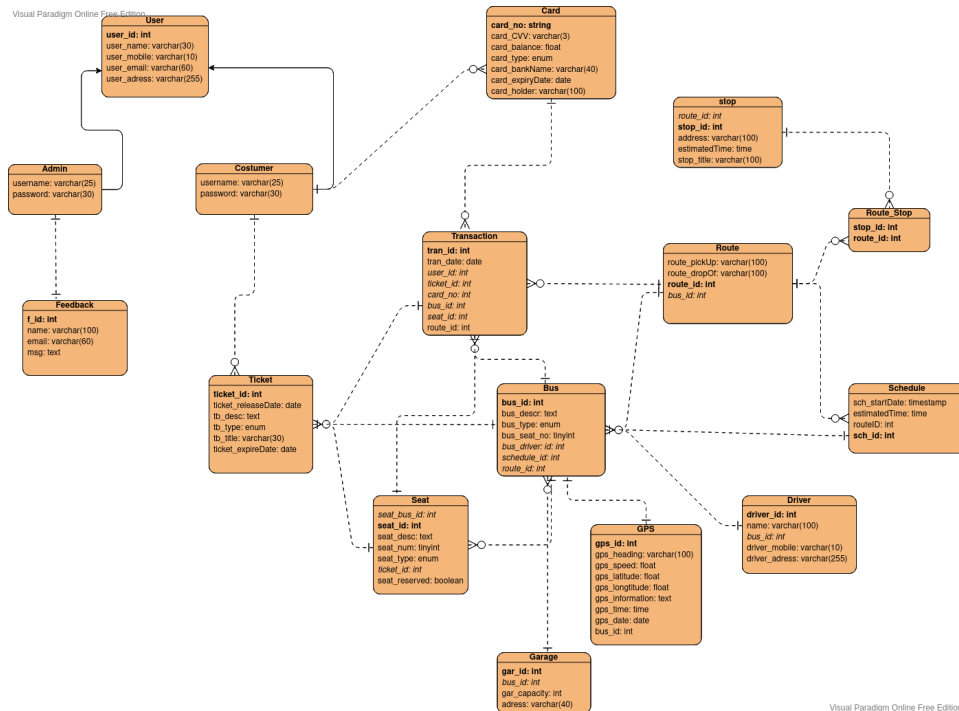 Visual Paradigm Online Free Edition
User
user_id: int
user_name: varchar(30)
user_mobile: varchar(10)
user_email: varchar(60)
user_adress: varchar(255)
Card
card_no: string
card_CVV: varchar(3)
card_balance: float
card_type: enum
card_bankName: varchar(40)
card_expiryDate: date
card_holder: varchar(100)
stop
route_id: int
stop_id: int
address: varchar(100)
estimatedTime: time
stop_title: varchar(100)
Admin
username: varchar(25)
password: varchar(30)
Costumer
username: varchar(25)
password: varchar(30)
Route_Stop
stop_id: int
route_id: int
Transaction
tran_id: int
tran_date: date
user_id: int
ticket_id: int
card_no: int
bus_id: int
seat_id: int
route_id: int
Route
route_pickUp: varchar(100)
route_dropOf: varchar(100)
route_id: int
bus_id: int
Feedback
f_id: int
name: varchar(100)
email: varchar(60)
msg: text
Ticket
ticket_id: int
ticket_releaseDate: date
tb_desc: text
tb_type: enum
tb_title: varchar(30)
ticket_expireDate: date
Bus
bus_id: int
bus_descr: text
bus_type: enum
bus_seat_no: tinyint
bus_driver: id: int
schedule_id: int
route_id: int
Schedule
sch_startDate: timestamp
estimatedTime: time
routeID: int
sch_id: int
Seat
seat_bus_id: int
seat_id: int
seat_desc: text
seat_num: tinyint
seat_type: enum
ticket_id: int
seat_reserved: boolean
GPS
gps_id: int
gps_heading: varchar(100)
gps_speed: float
gps_latitude: float
gps_longtitude: float
gps_information: text
gps_time: time
gps_date: date
bus_id: int
Driver
driver_id: int
name: varchar(100)
bus_id: int
driver_mobile: varchar(10)
driver_adress: varchar(255)
Garage
gar_id: int
bus_id: int
gar_capacity: int
adress: varchar(40)
Visual Paradigm Online Free Edition